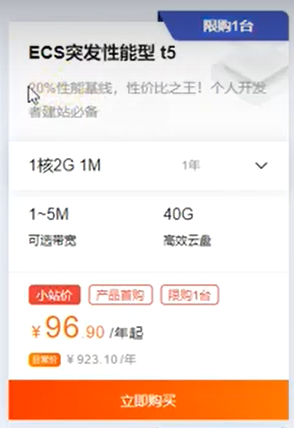 限购1台
ECS突发性能型 t5
20%性能基线，性价比之王！个人开发
者建站必备
1核2G 1M 1年
1~5M 40G
可选带宽 高效云盘
小站价 产品首购 限购1台
￥96.90 /年起
日常价 ￥923.10 /年
立即购买